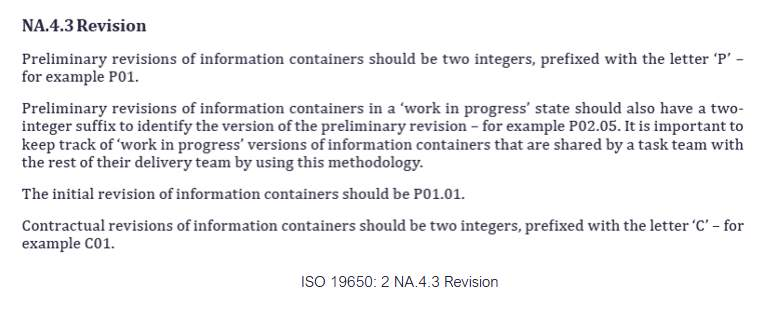 NA.4.3 Revision
Preliminary revisions of information containers should be two integers, prefixed with the letter ‘P’ –
for example P01.
Preliminary revisions of information containers in a ‘work in progress’ state should also have a two-
integer suffix to identify the version of the preliminary revision – for example P02.05. It is important to
keep track of ‘work in progress’ versions of information containers that are shared by a task team with
the rest of their delivery team by using this methodology.
The initial revision of information containers should be P01.01.
Contractual revisions of information containers should be two integers, prefixed with the letter ‘C’ – for
example C01.
ISO 19650: 2 NA.4.3 Revision